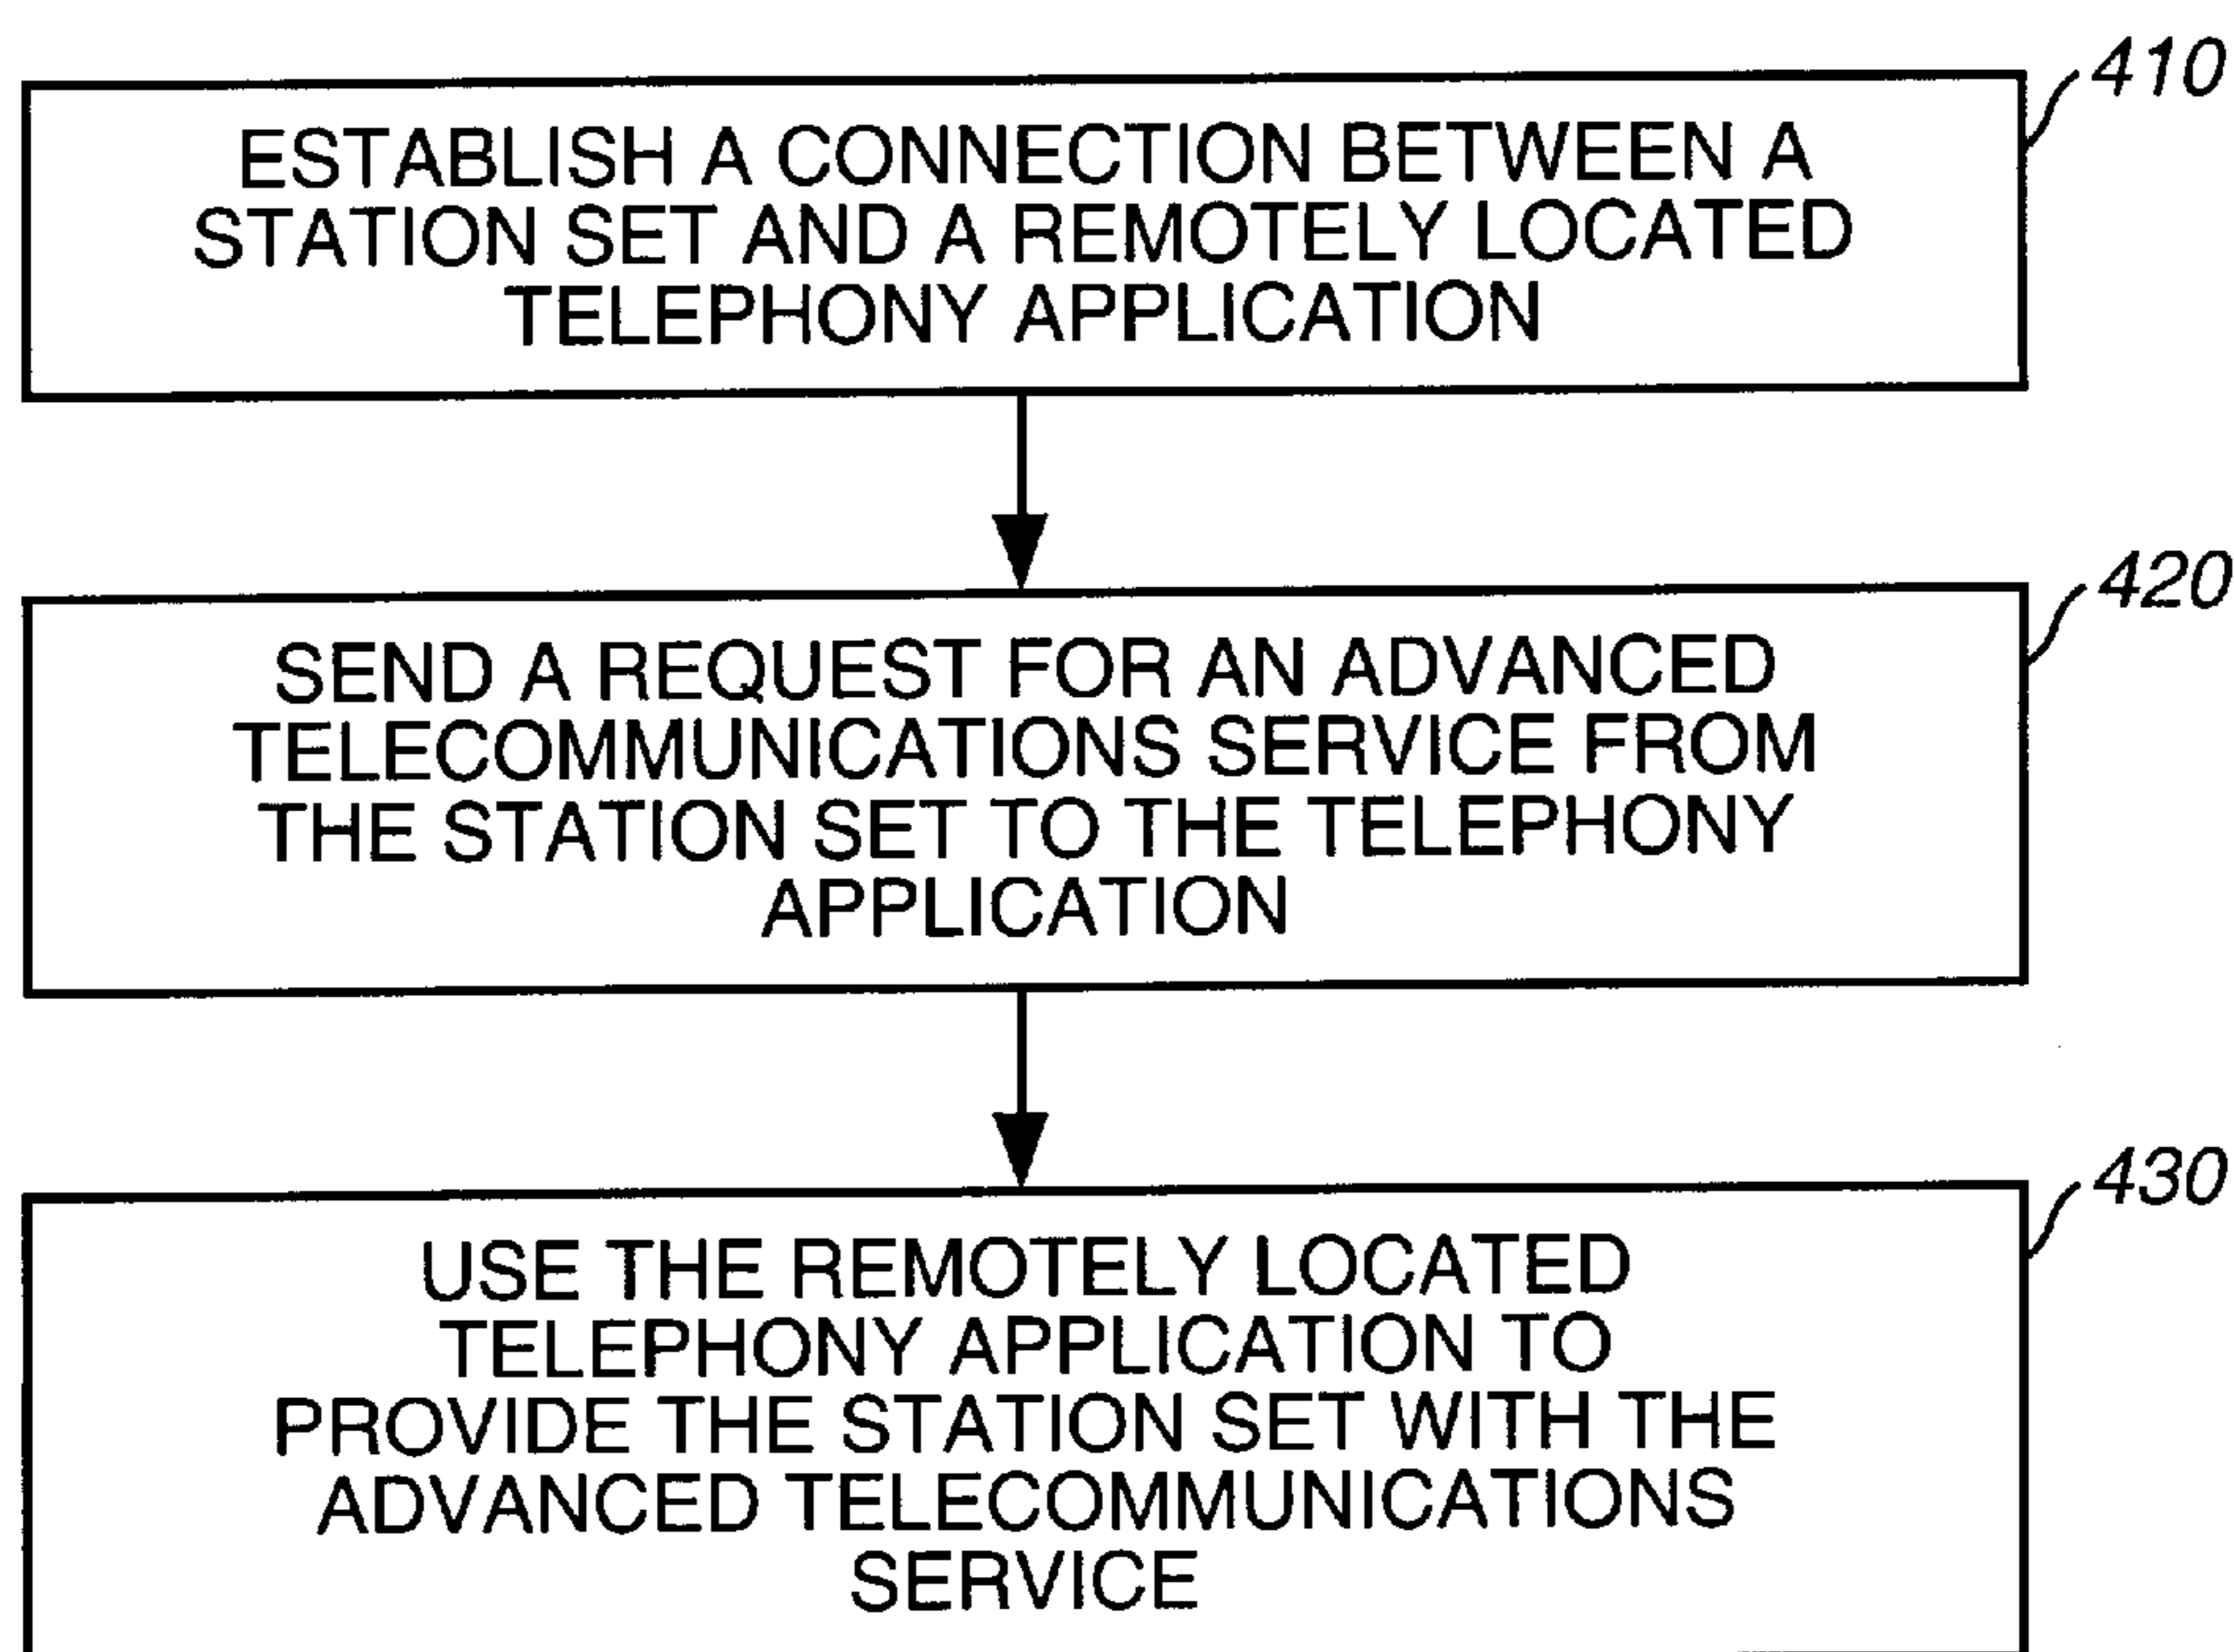 410
ESTABLISH A CONNECTION BETWEEN A
STATION SET AND A REMOTELY LOCATED
TELEPHONY APPLICATION
420
SEND A REQUEST FOR AN ADVANCED
TELECOMMUNICATIONS SERVICE FROM
THE STATION SET TO THE TELEPHONY
APPLICATION
430
USE THE REMOTELY LOCATED
TELEPHONY APPLICATION TO
PROVIDE THE STATION SET WITH THE
ADVANCED TELECOMMUNICATIONS
SERVICE